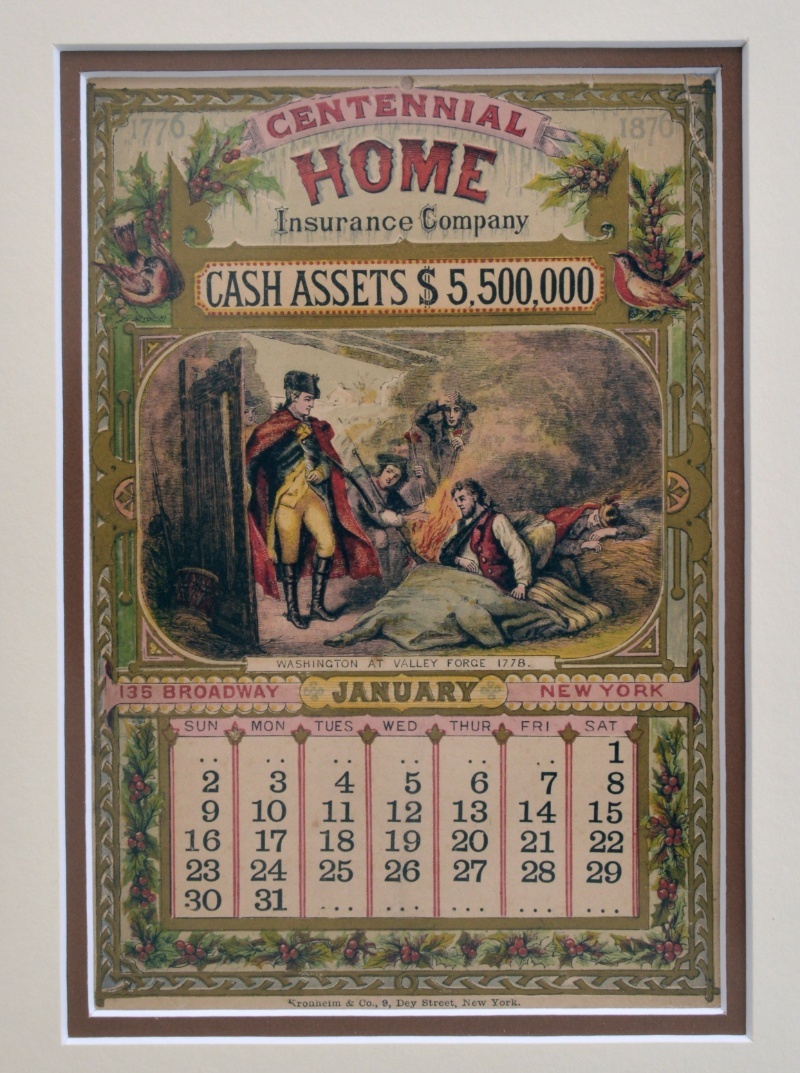 CENTENNIAL
1776 1876
HOME
Insurance Company
CASH ASSETS $ 5,500,000
WASHINGTON AT VALLEY FORGE 1778.
135 BROADWAY JANUARY NEW YORK
SUN MON TUES WED THUR FRI SAT
.. .. .. .. .. .. 1
2 3 4 5 6 7 8
9 10 11 12 13 14 15
16 17 18 19 20 21 22
23 24 25 26 27 28 29
30 31 ... ... ... ... ...
Kronheim & Co., 9, Dey Street, New York.